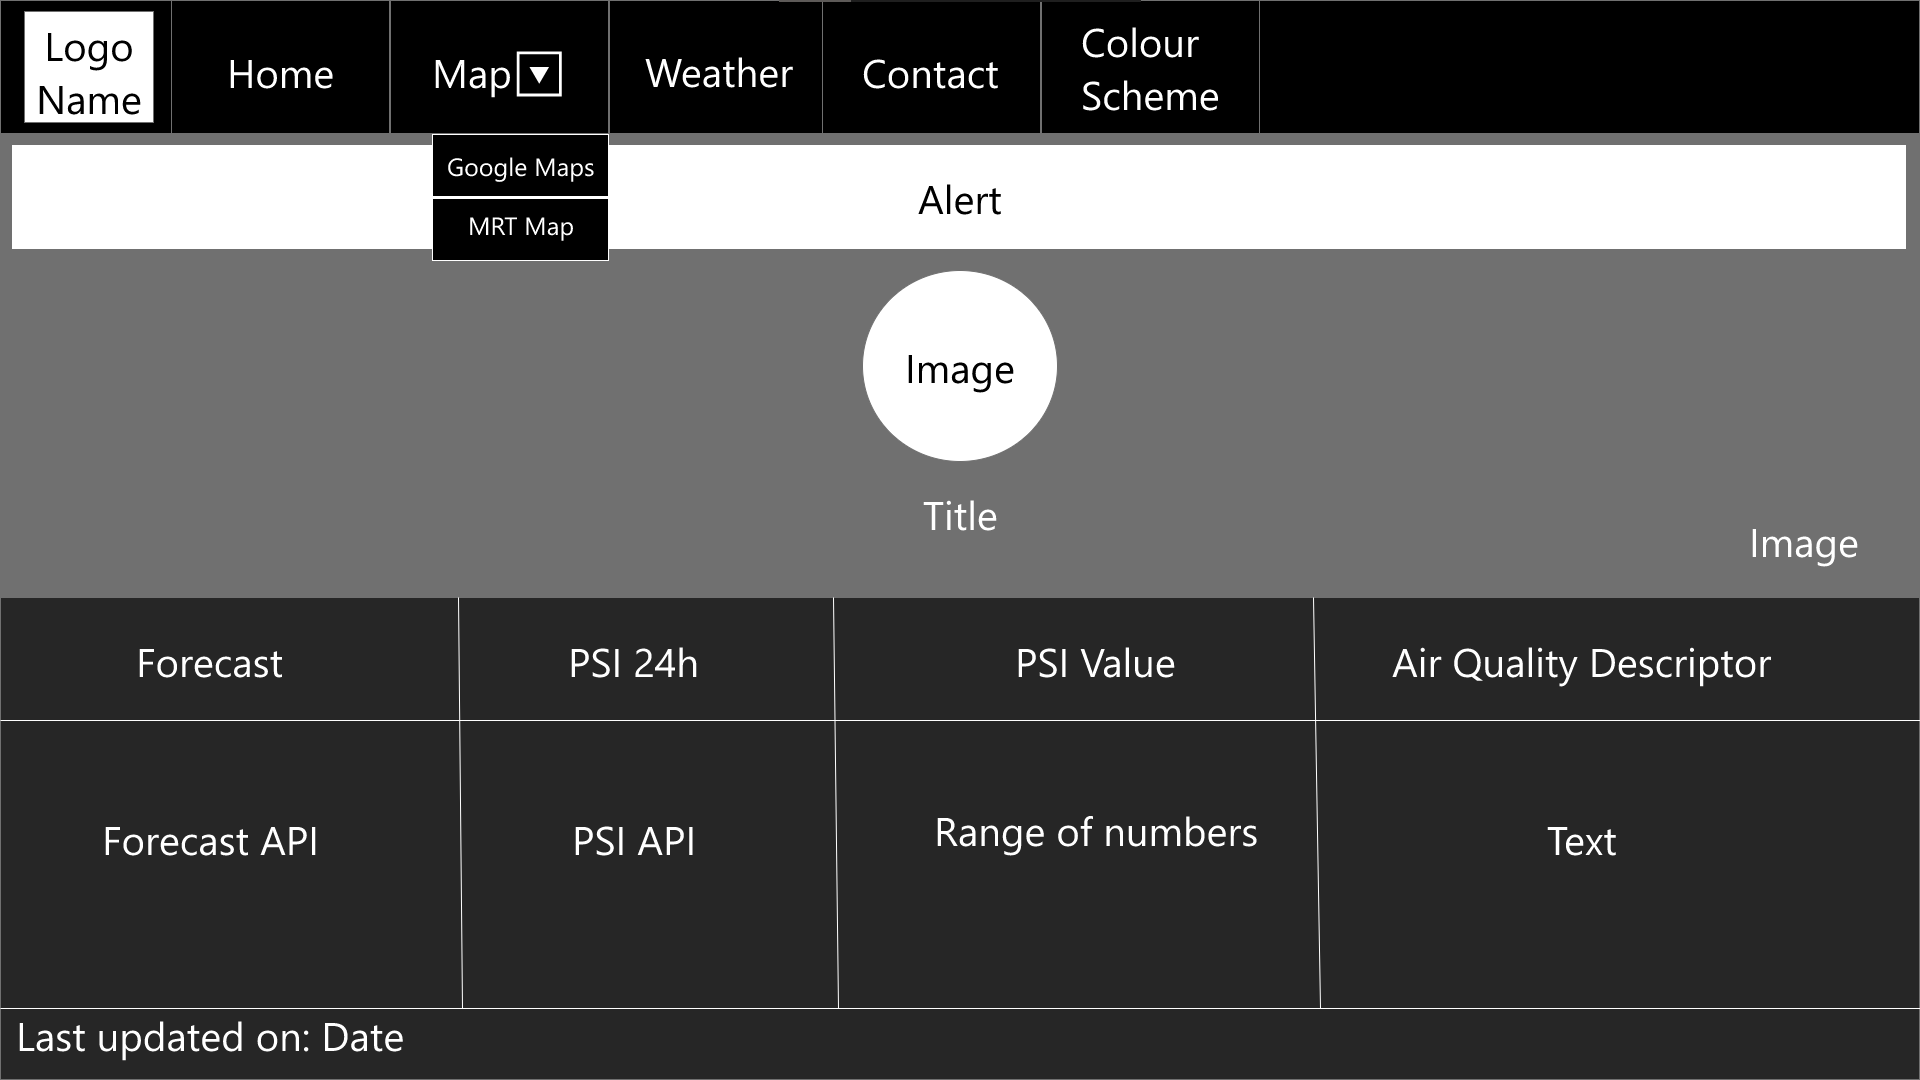 Logo
Name
Home
Map
Weather
Contact
Colour
Scheme
Google Maps
MRT Map
Alert
Image
Title
Image
Forecast
PSI 24h
PSI Value
Air Quality Descriptor
Forecast API
PSI API
Range of numbers
Text
Last updated on: Date